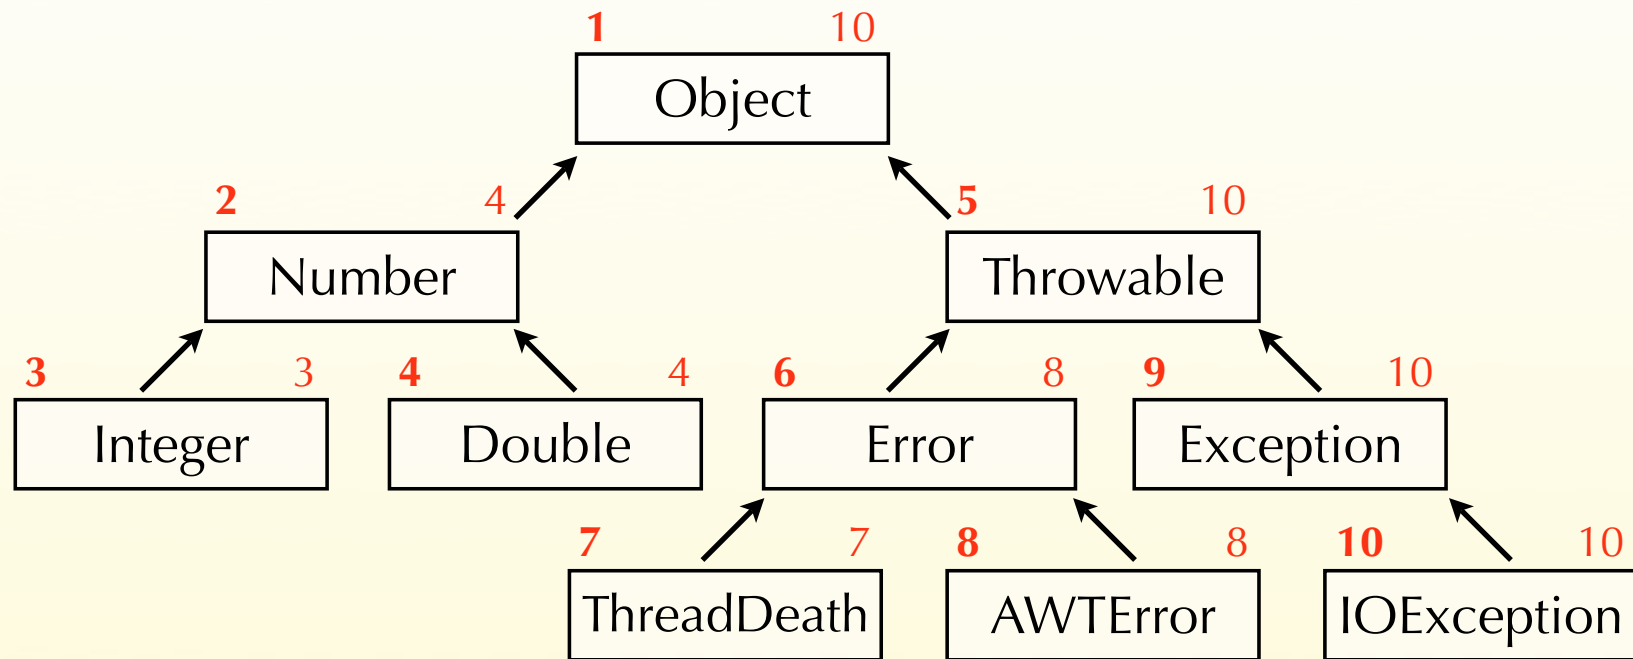 1 10
Object
2 4 5 10
Number Throwable
3 3 4 4 6 8 9 10
Integer Double Error Exception
7 7 8 8 10 10
ThreadDeath AWTError IOException